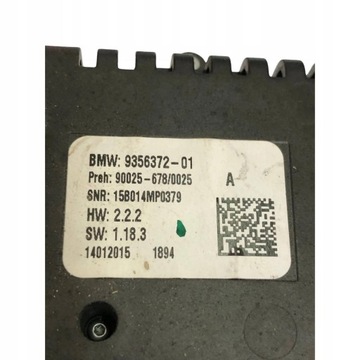 BMW: 9356372-01
Preh: 90025-678/0025 A
SNR: 15B014MP0379
HW: 2.2.2
SW: 1.18.3
14012015 1894